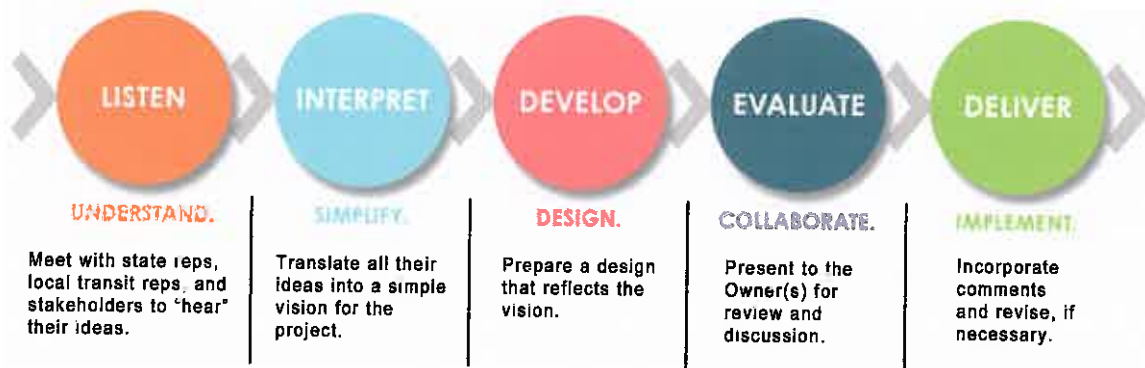 LISTEN
INTERPRET
DEVELOP
EVALUATE
DELIVER
UNDERSTAND.
Meet with state reps,
local transit reps, and
stakeholders to "hear"
their ideas.
SIMPLIFY.
Translate all their
ideas into a simple
vision for the
project.
DESIGN.
Prepare a design
that reflects the
vision.
COLLABORATE.
Present to the
Owner(s) for
review and
discussion.
IMPLEMENT.
Incorporate
comments
and revise, if
necessary.